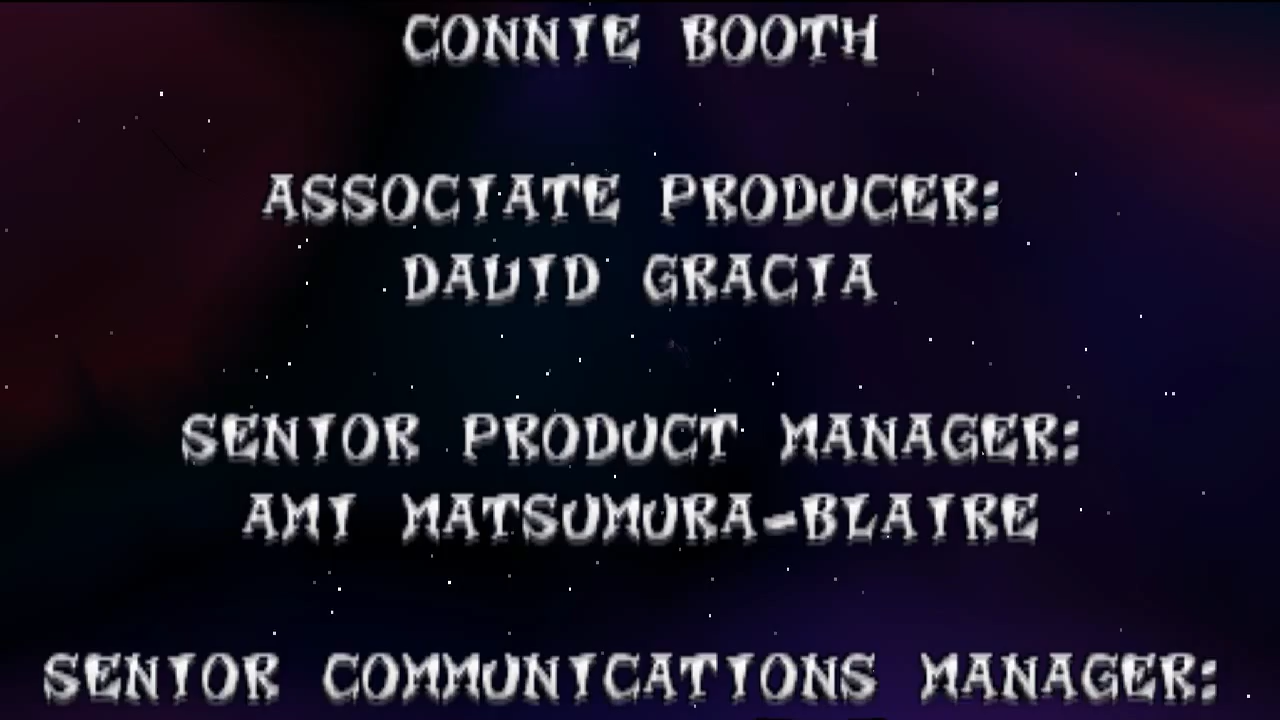 CONNIE BOOTH
ASSOCIATE PRODUCER:
DAVID GRACIA
SENIOR PRODUCT MANAGER:
AMI MATSUMURA-BLAIRE
SENIOR COMMUNICATIONS MANAGER: